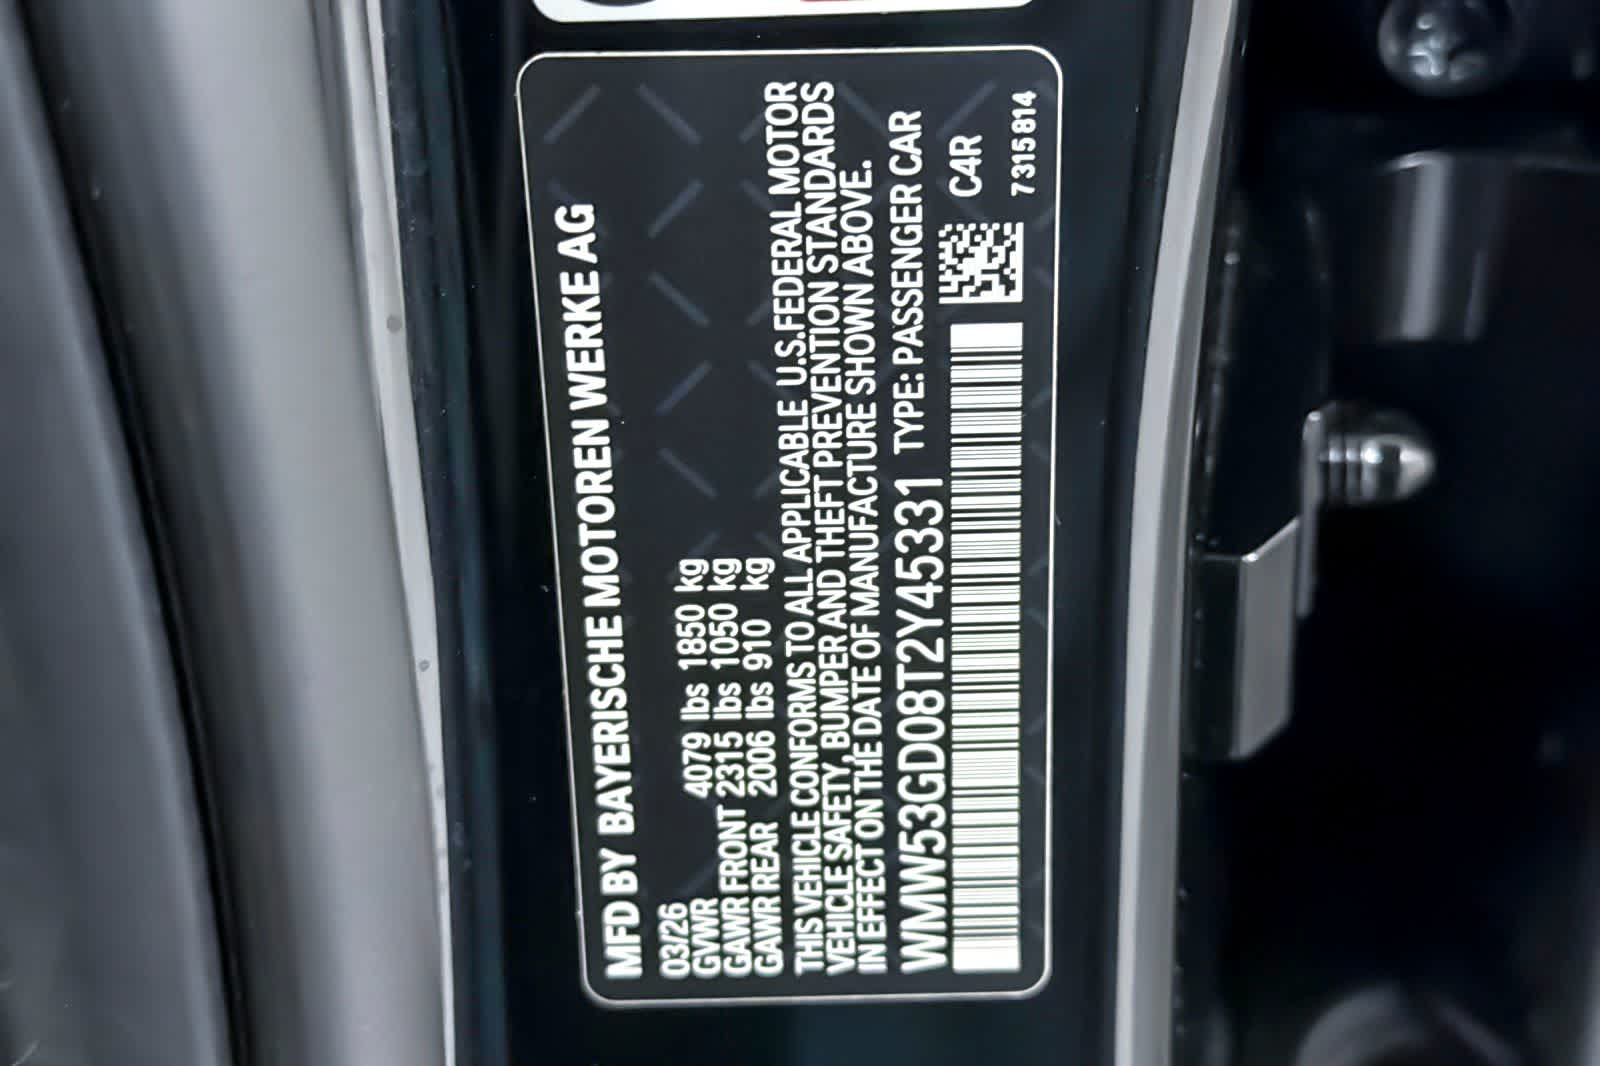 MFD BY BAYERISCHE MOTOREN WERKE AG
03/26
GVWR 4079 lbs 1850 kg
GAWR FRONT 2315 lbs 1050 kg
GAWR REAR 2006 lbs 910 kg
THIS VEHICLE CONFORMS TO ALL APPLICABLE U.S.FEDERAL MOTOR
VEHICLE SAFETY, BUMPER AND THEFT PREVENTION STANDARDS
IN EFFECT ON THE DATE OF MANUFACTURE SHOWN ABOVE.
WMW53GD08T2Y45331 TYPE: PASSENGER CAR
C4R
7315814